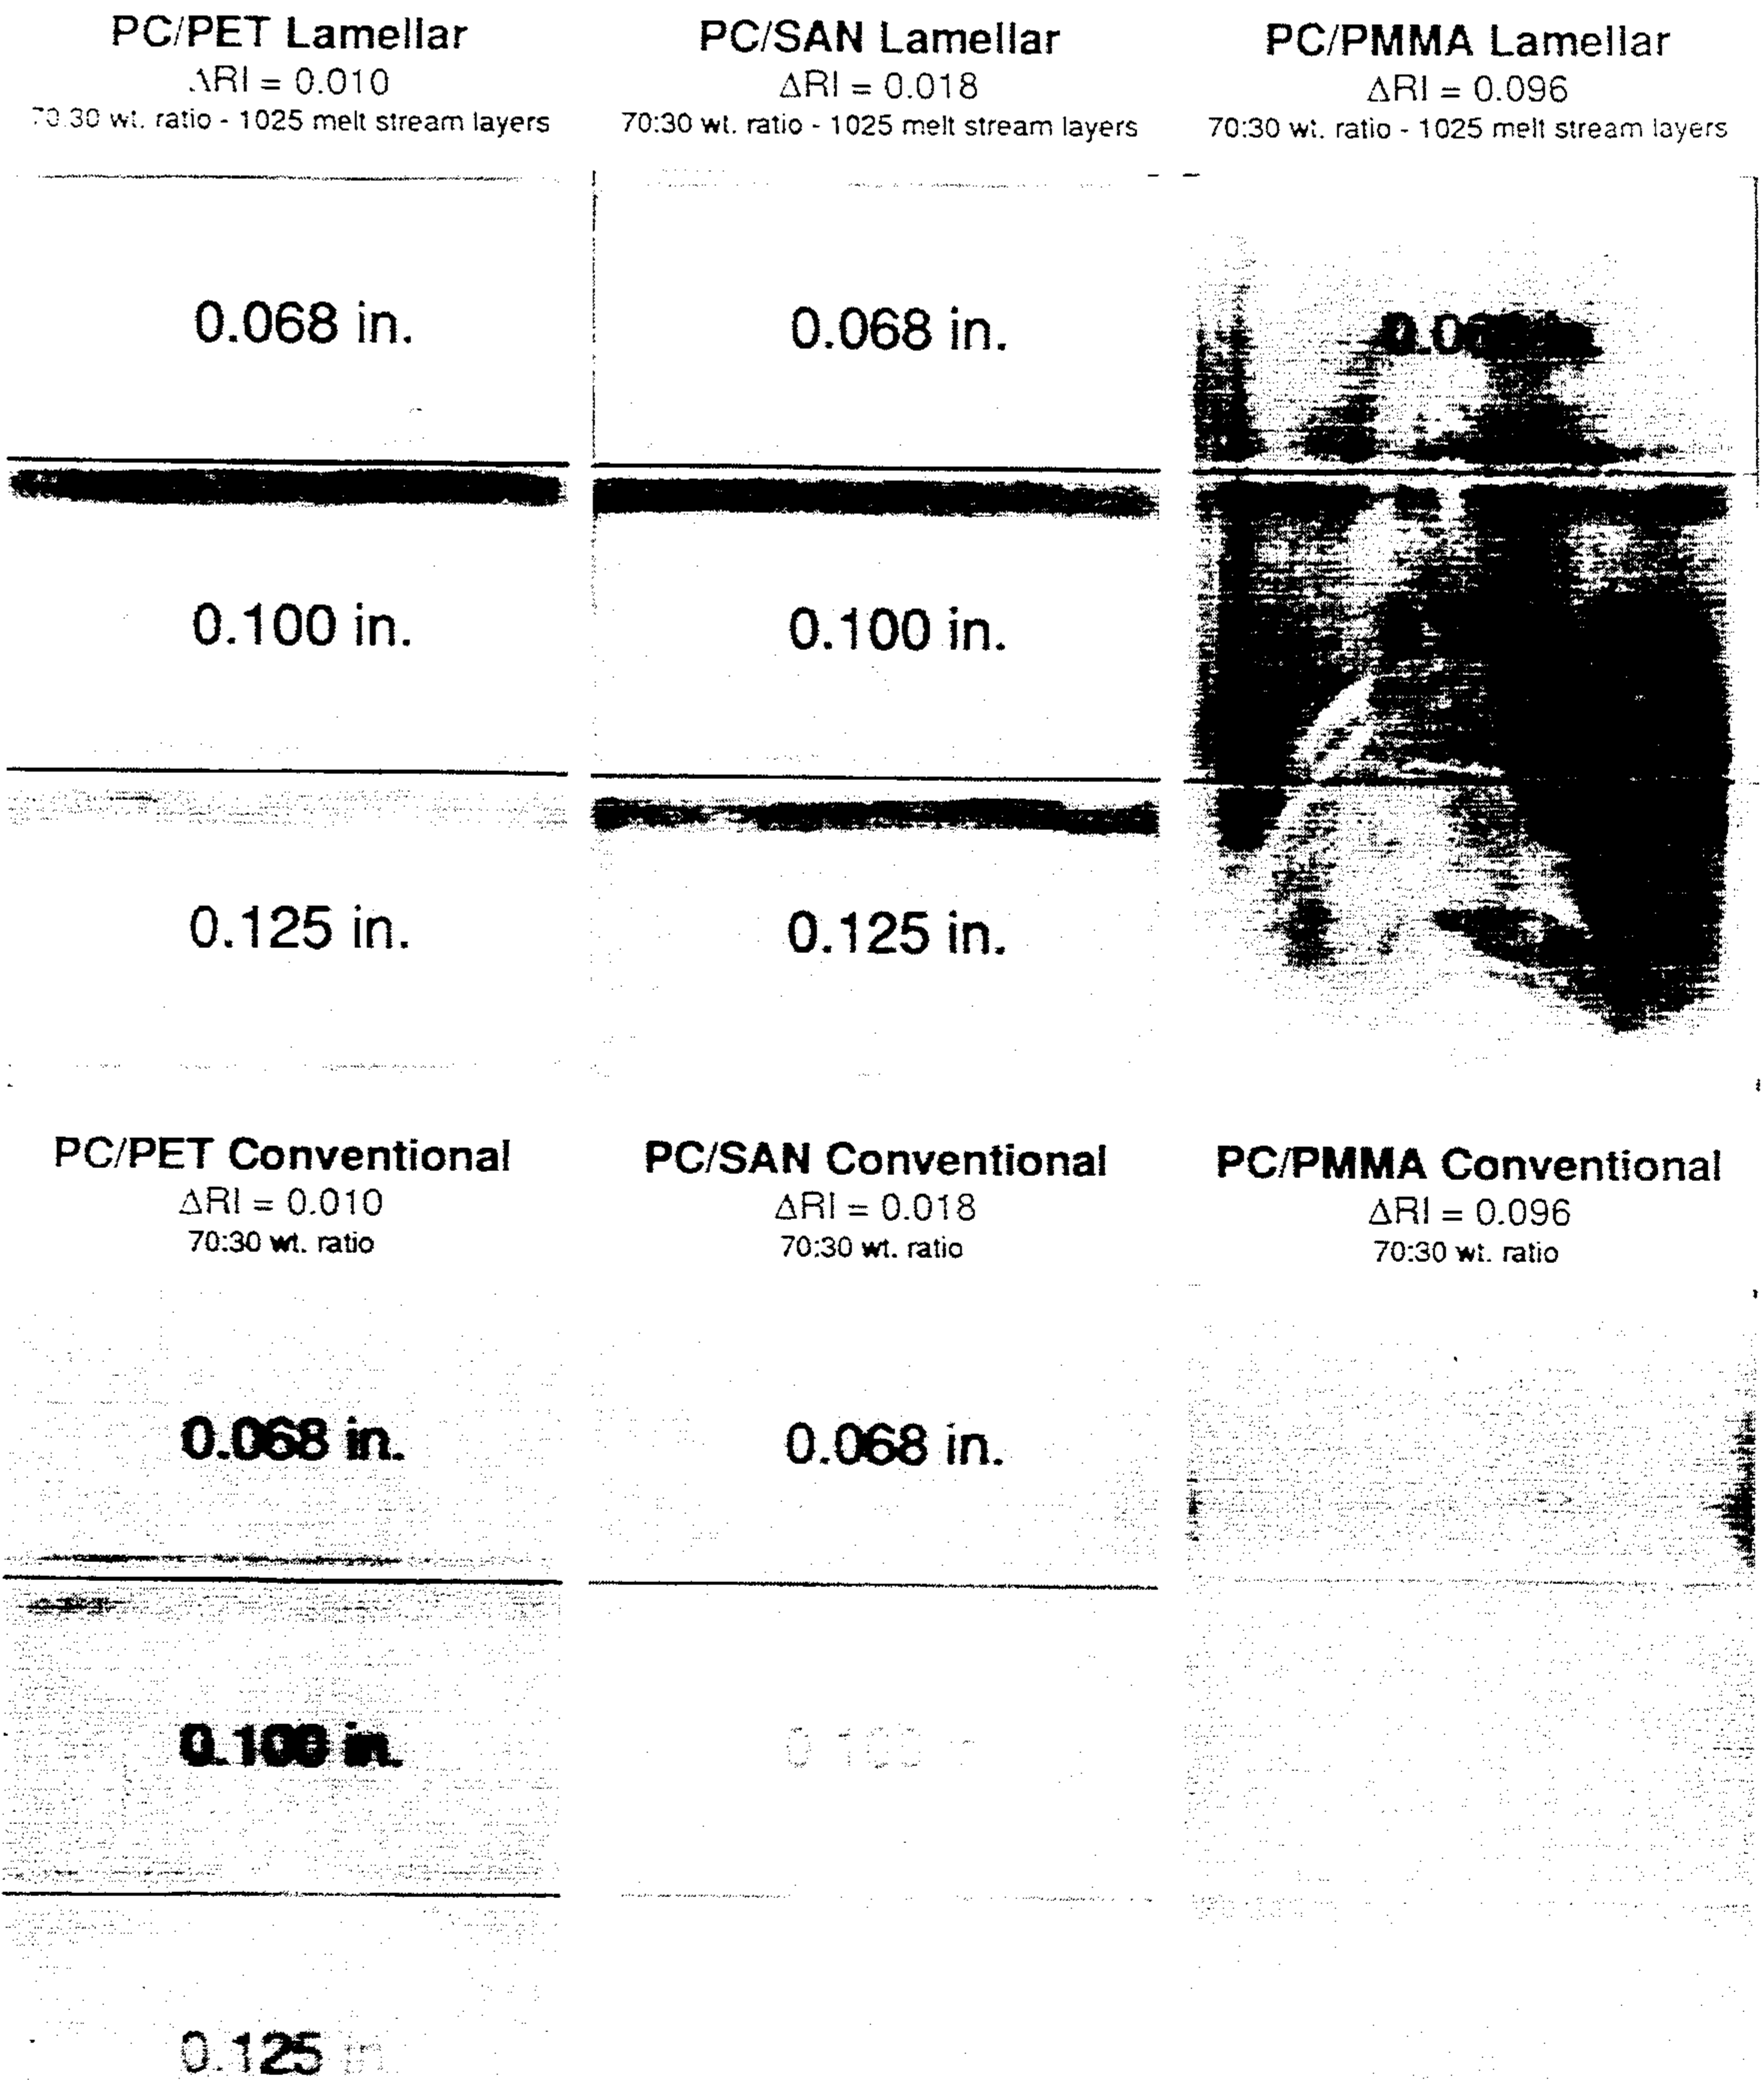 PC/PET Lamellar
ΔRI = 0.010
70:30 wt. ratio - 1025 melt stream layers
0.068 in.
0.100 in.
0.125 in.
PC/SAN Lamellar
ΔRI = 0.018
70:30 wt. ratio - 1025 melt stream layers
0.068 in.
0.100 in.
0.125 in.
PC/PMMA Lamellar
ΔRI = 0.096
70:30 wt. ratio - 1025 melt stream layers
PC/PET Conventional
ΔRI = 0.010
70:30 wt. ratio
0.068 in.
0.100 in.
0.125 in.
PC/SAN Conventional
ΔRI = 0.018
70:30 wt. ratio
0.068 in.
0.100
PC/PMMA Conventional
ΔRI = 0.096
70:30 wt. ratio